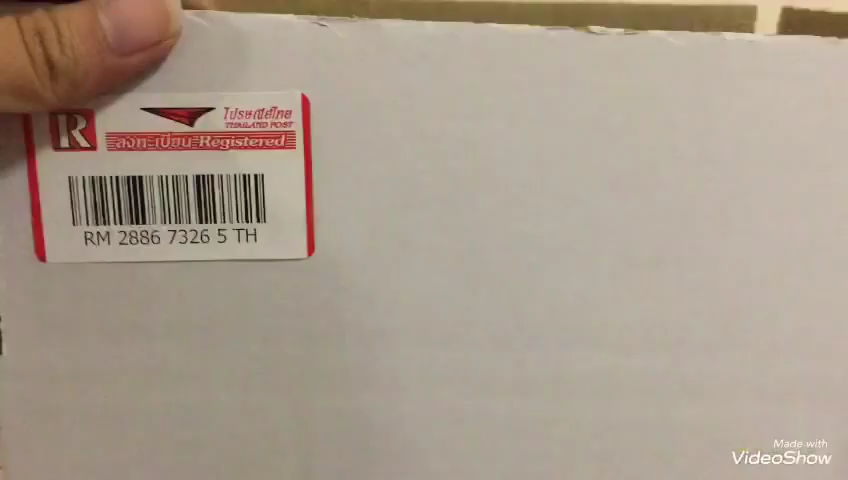 R
ไปรษณีย์ไทย
THAILAND POST
ลงทะเบียน Registered
RM 2886 7326 5 TH
Made with
VideoShow